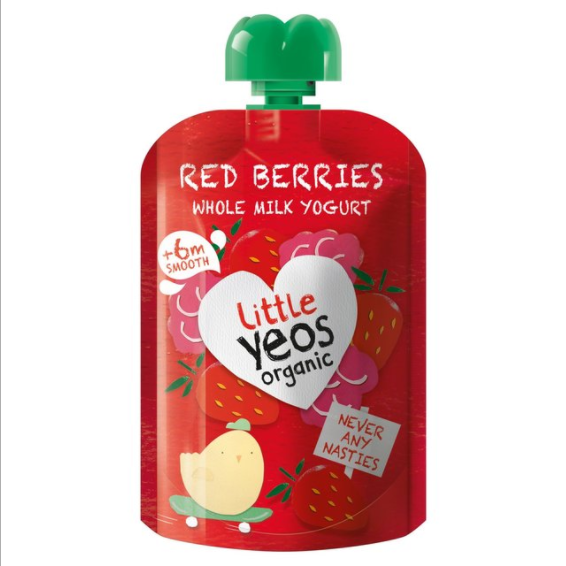 RED BERRIES
WHOLE MILK YOGURT
+6m
SMOOTH
Little
yeos
organic
NEVER
ANY
NASTIES